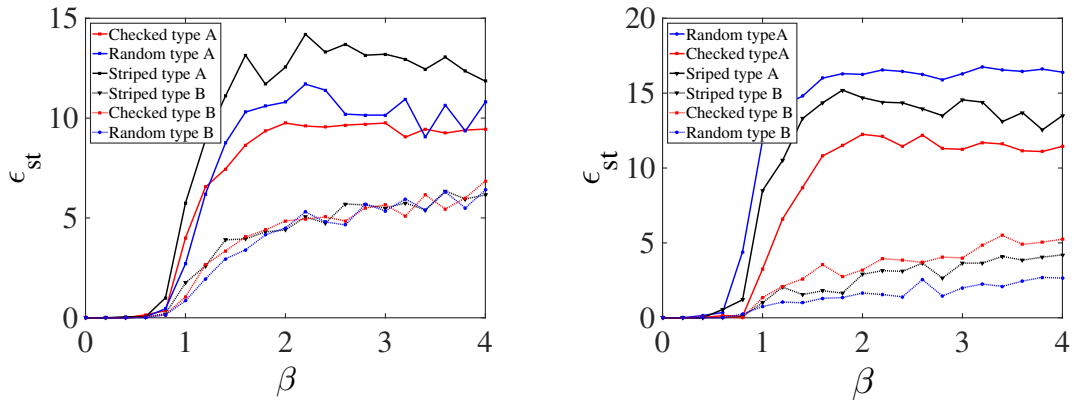 15
10
5
0
ϵst
Checked type A
Random type A
Striped type A
Striped type B
Checked type B
Random type B
0 1 2 3 4
β
20
15
10
5
0
ϵst
Random typeA
Checked typeA
Sriped type A
Striped type B
Checked type B
Random type B
0 1 2 3 4
β